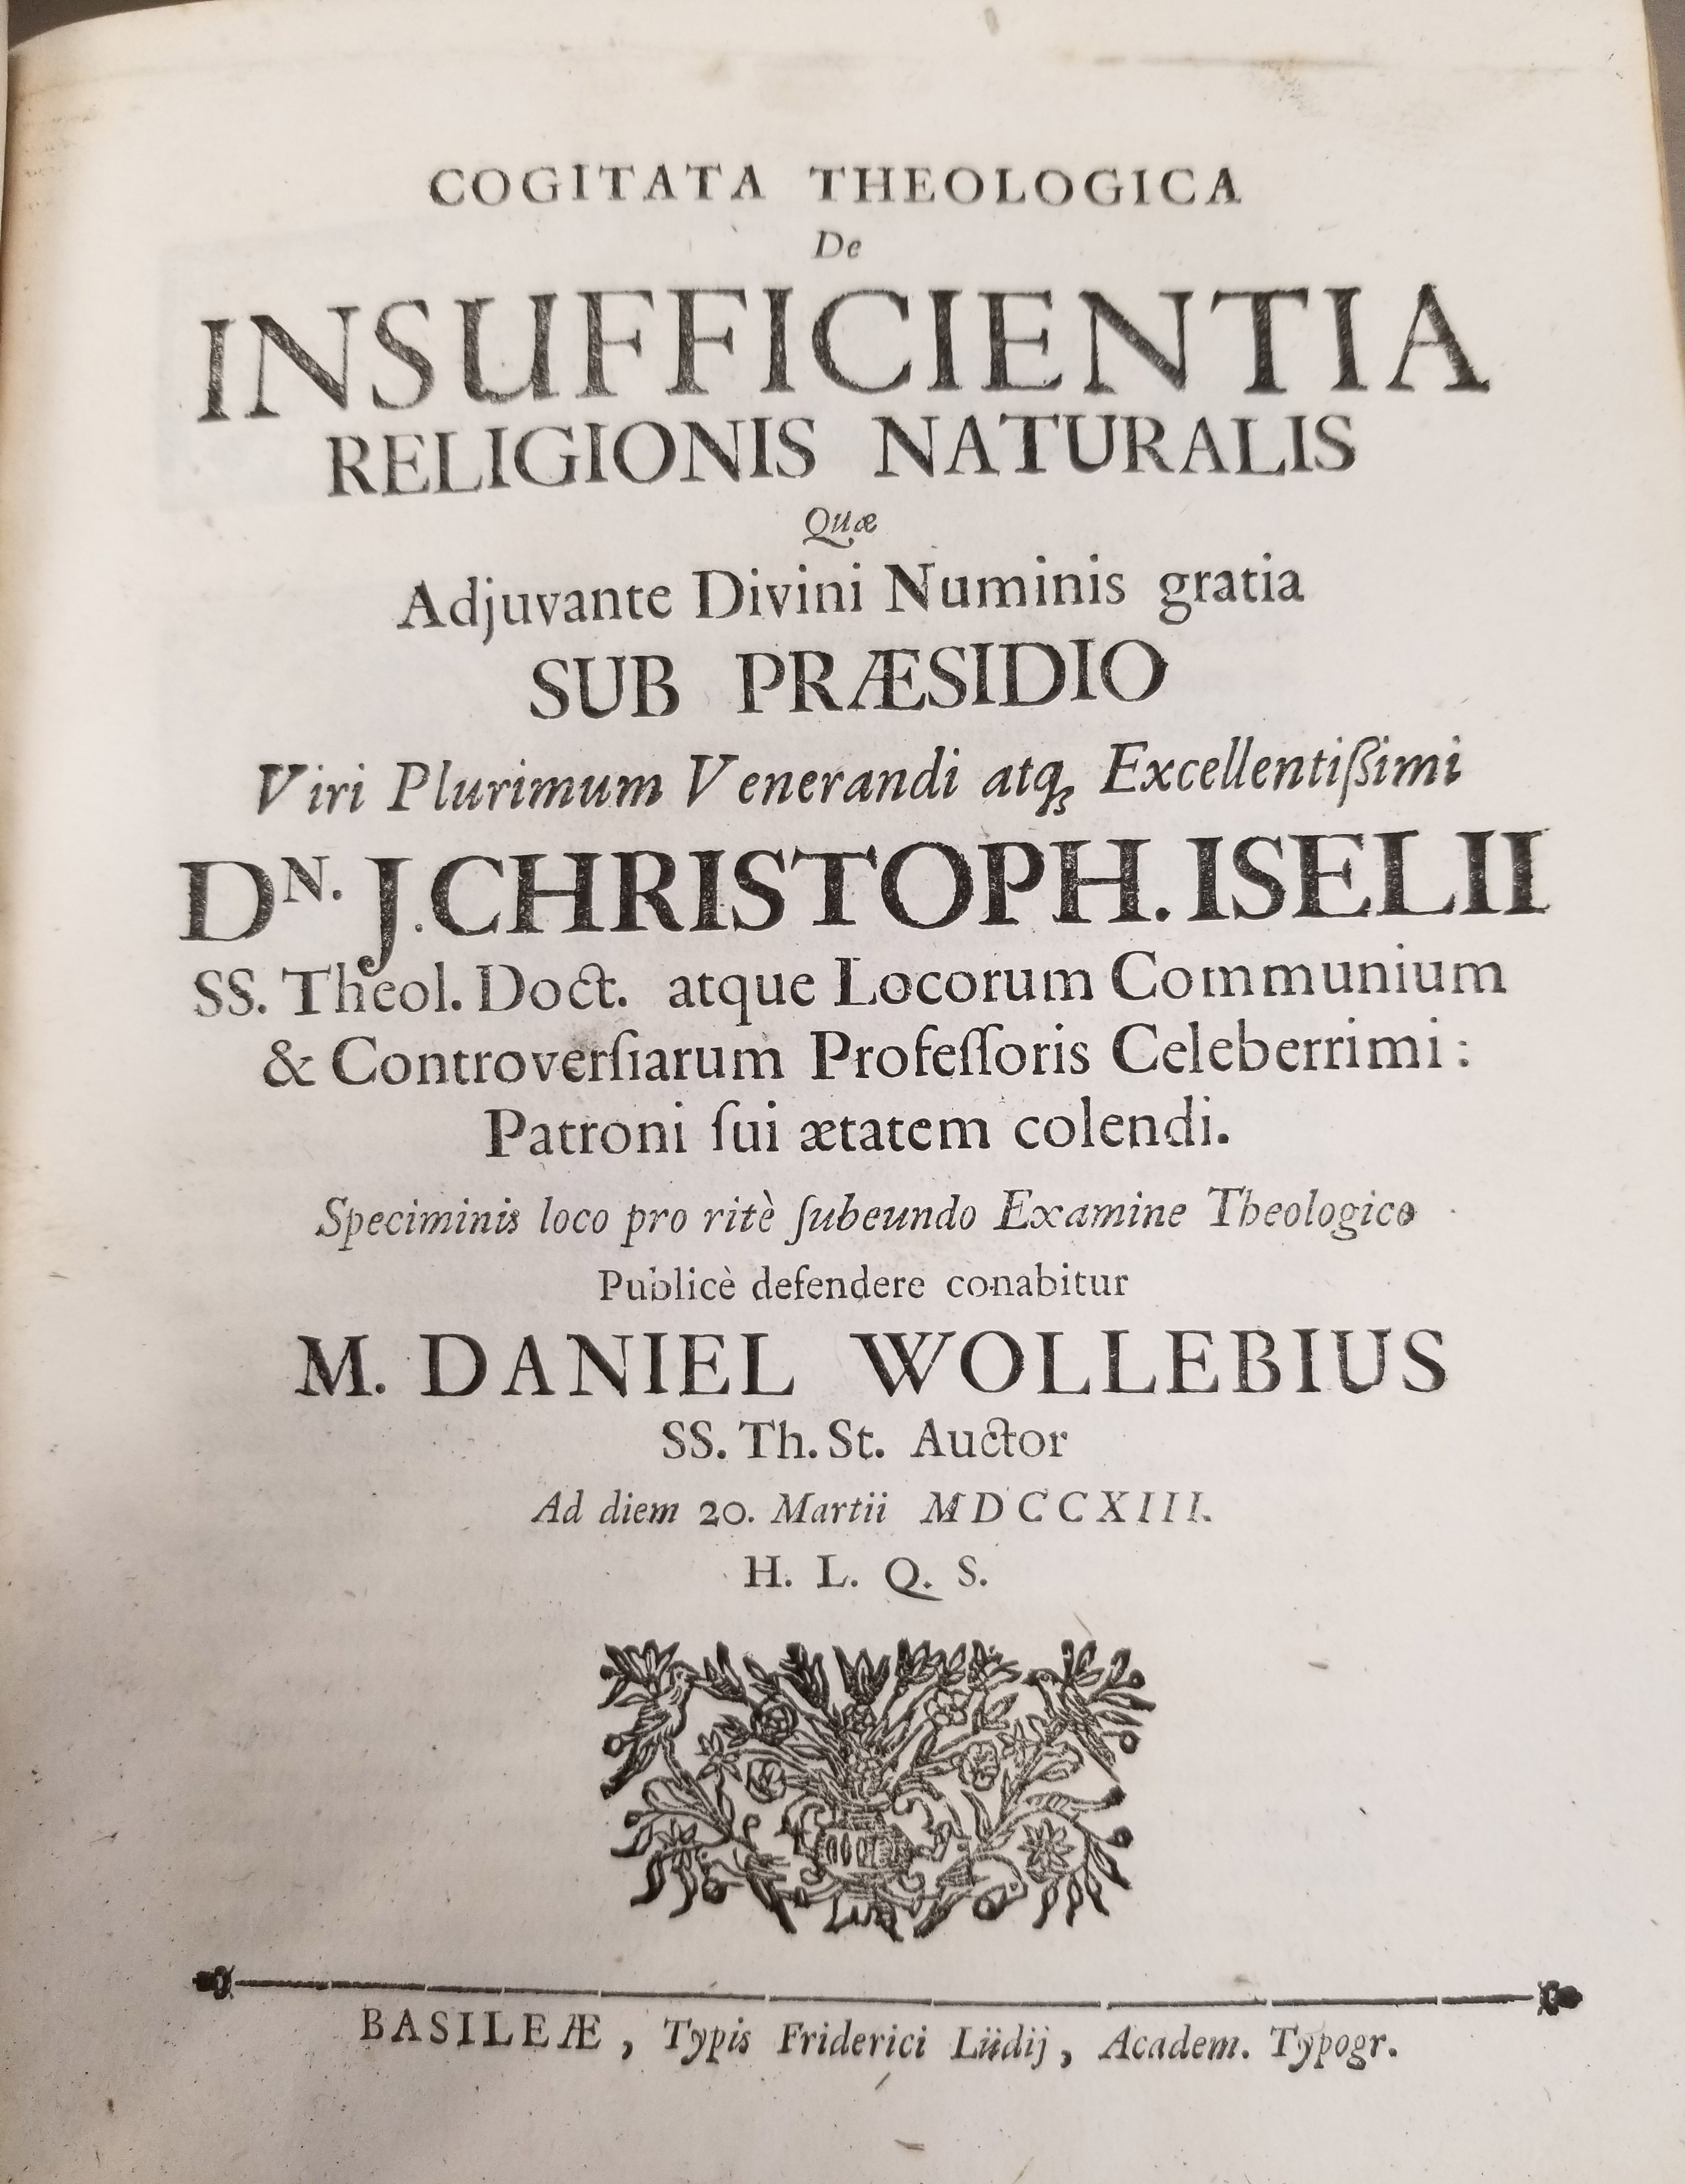 COGITATA THEOLOGICA
De
INSUFFICIENTIA
RELIGIONIS NATURALIS
Quæ
Adjuvante Divini Numinis gratia
SUB PRÆSIDIO
Viri Plurimum Venerandi atq́ꝫ Excellentiſſimi
DN. J. CHRISTOPH. ISELII
SS. Theol. Doct. atque Locorum Communium
& Controverſiarum Profeſſoris Celeberrimi:
Patroni ſui ætatem colendi.
Speciminis loco pro ritè ſubeundo Examine Theologico
Publicè defendere conabitur
M. DANIEL WOLLEBIUS
SS. Th. St. Auctor
Ad diem 20. Martii MDCCXIII.
H. L. Q. S.
BASILEÆ, Typis Friderici Lüdij, Academ. Typogr.